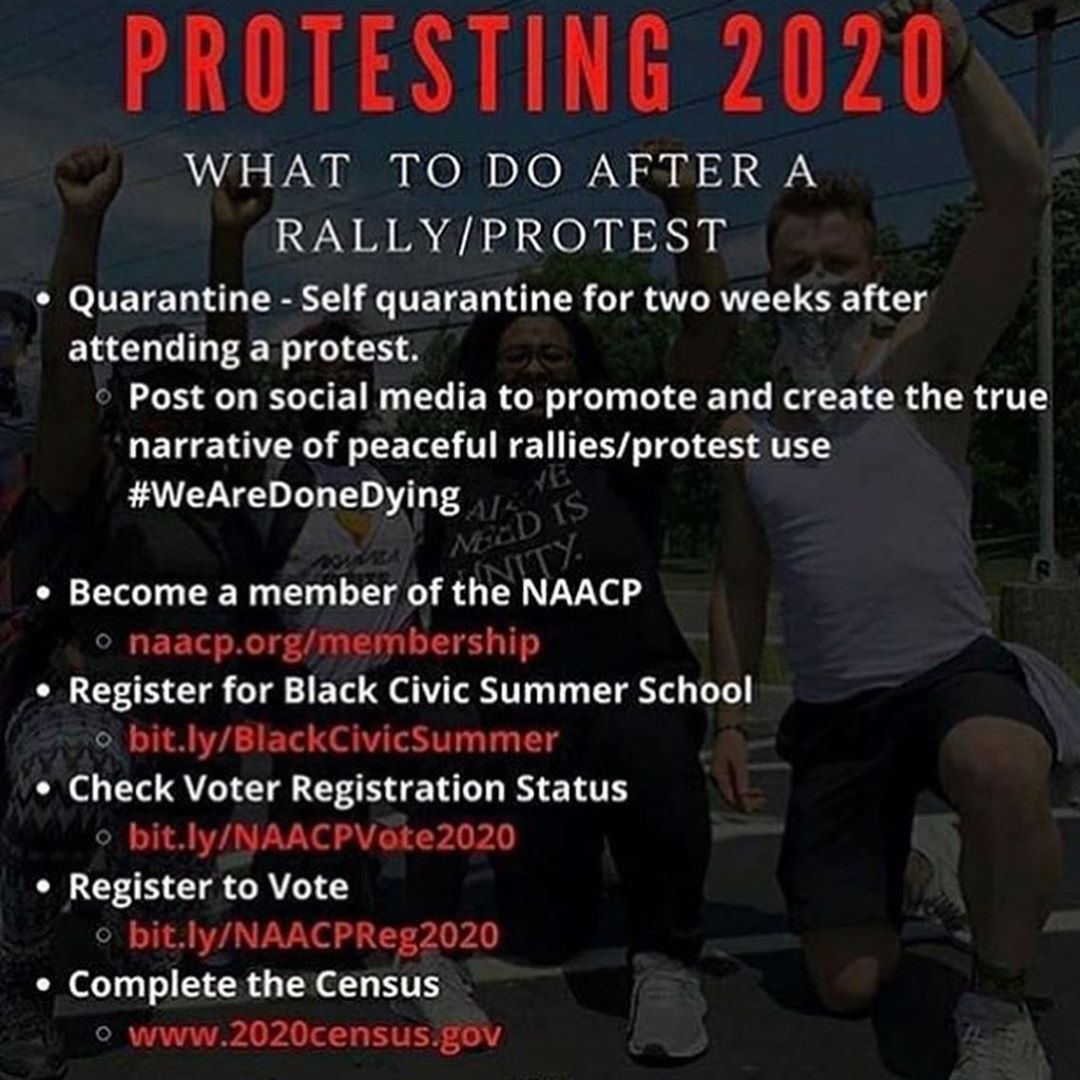 PROTESTING 2020
WHAT TO DO AFTER A
RALLY/PROTEST
• Quarantine - Self quarantine for two weeks after
attending a protest.
○ Post on social media to promote and create the true
narrative of peaceful rallies/protest use
#WeAreDoneDying
NEED IS
UNITY.
• Become a member of the NAACP
○ naacp.org/membership
• Register for Black Civic Summer School
○ bit.ly/BlackCivicSummer
• Check Voter Registration Status
○ bit.ly/NAACPVote2020
• Register to Vote
○ bit.ly/NAACPReg2020
• Complete the Census
○ www.2020census.gov